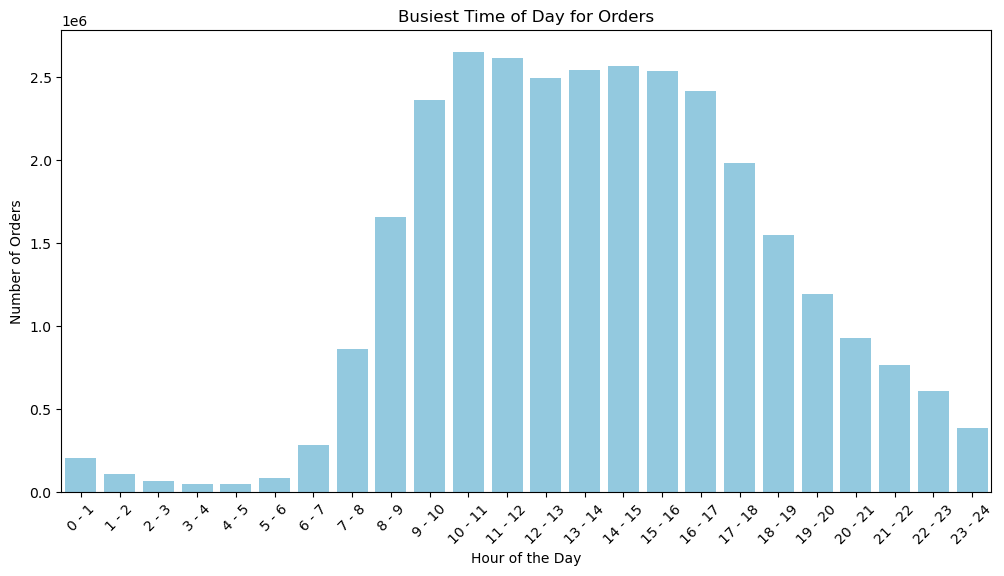 Busiest Time of Day for Orders
1e6
2.5
2.0
1.5
1.0
0.5
0.0
Number of Orders
0 - 1
1 - 2
2 - 3
3 - 4
4 - 5
5 - 6
6 - 7
7 - 8
8 - 9
9 - 10
10 - 11
11 - 12
12 - 13
13 - 14
14 - 15
15 - 16
16 - 17
17 - 18
18 - 19
19 - 20
20 - 21
21 - 22
22 - 23
23 - 24
Hour of the Day